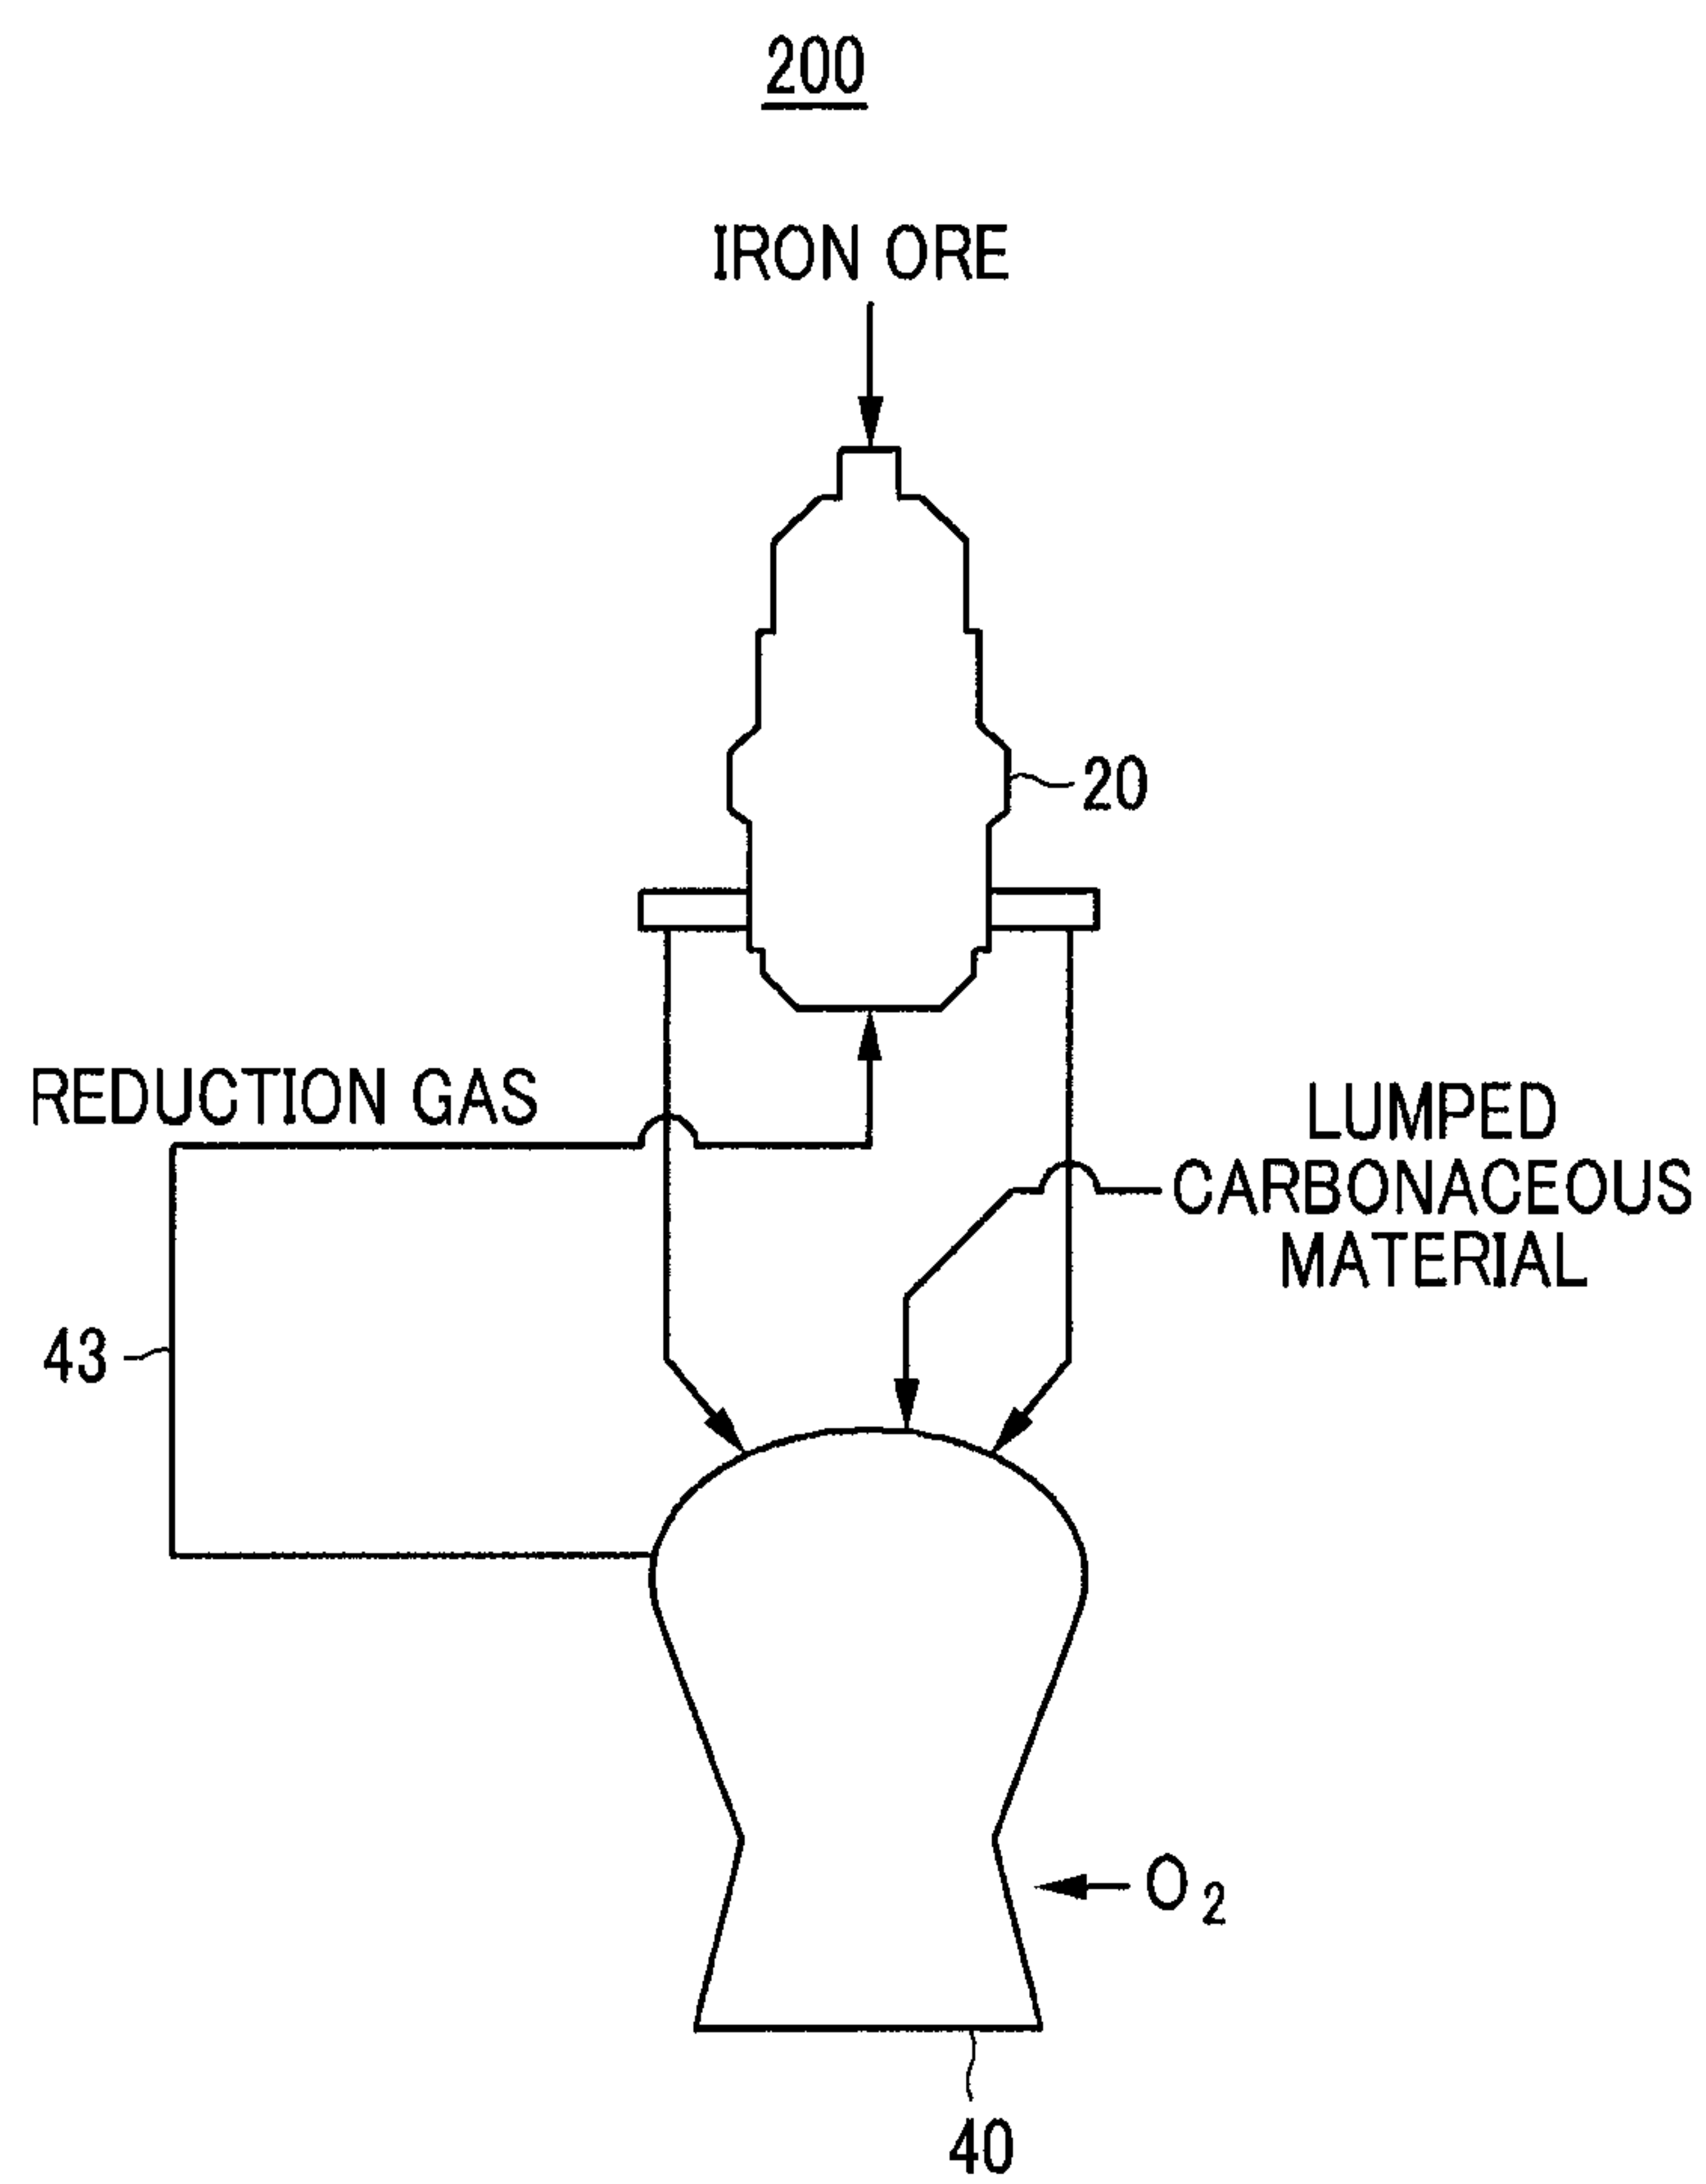 200
IRON ORE
20
REDUCTION GAS
LUMPED
CARBONACEOUS
MATERIAL
43
O2
40